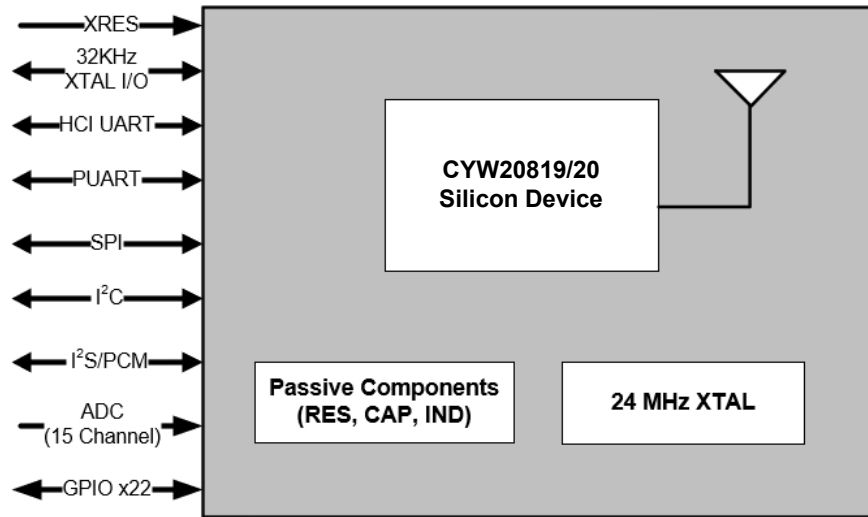 XRES
32KHz
XTAL I/O
HCI UART
PUART
SPI
I²C
I²S/PCM
ADC
(15 Channel)
GPIO x22
CYW20819/20
Silicon Device
Passive Components
(RES, CAP, IND)
24 MHz XTAL